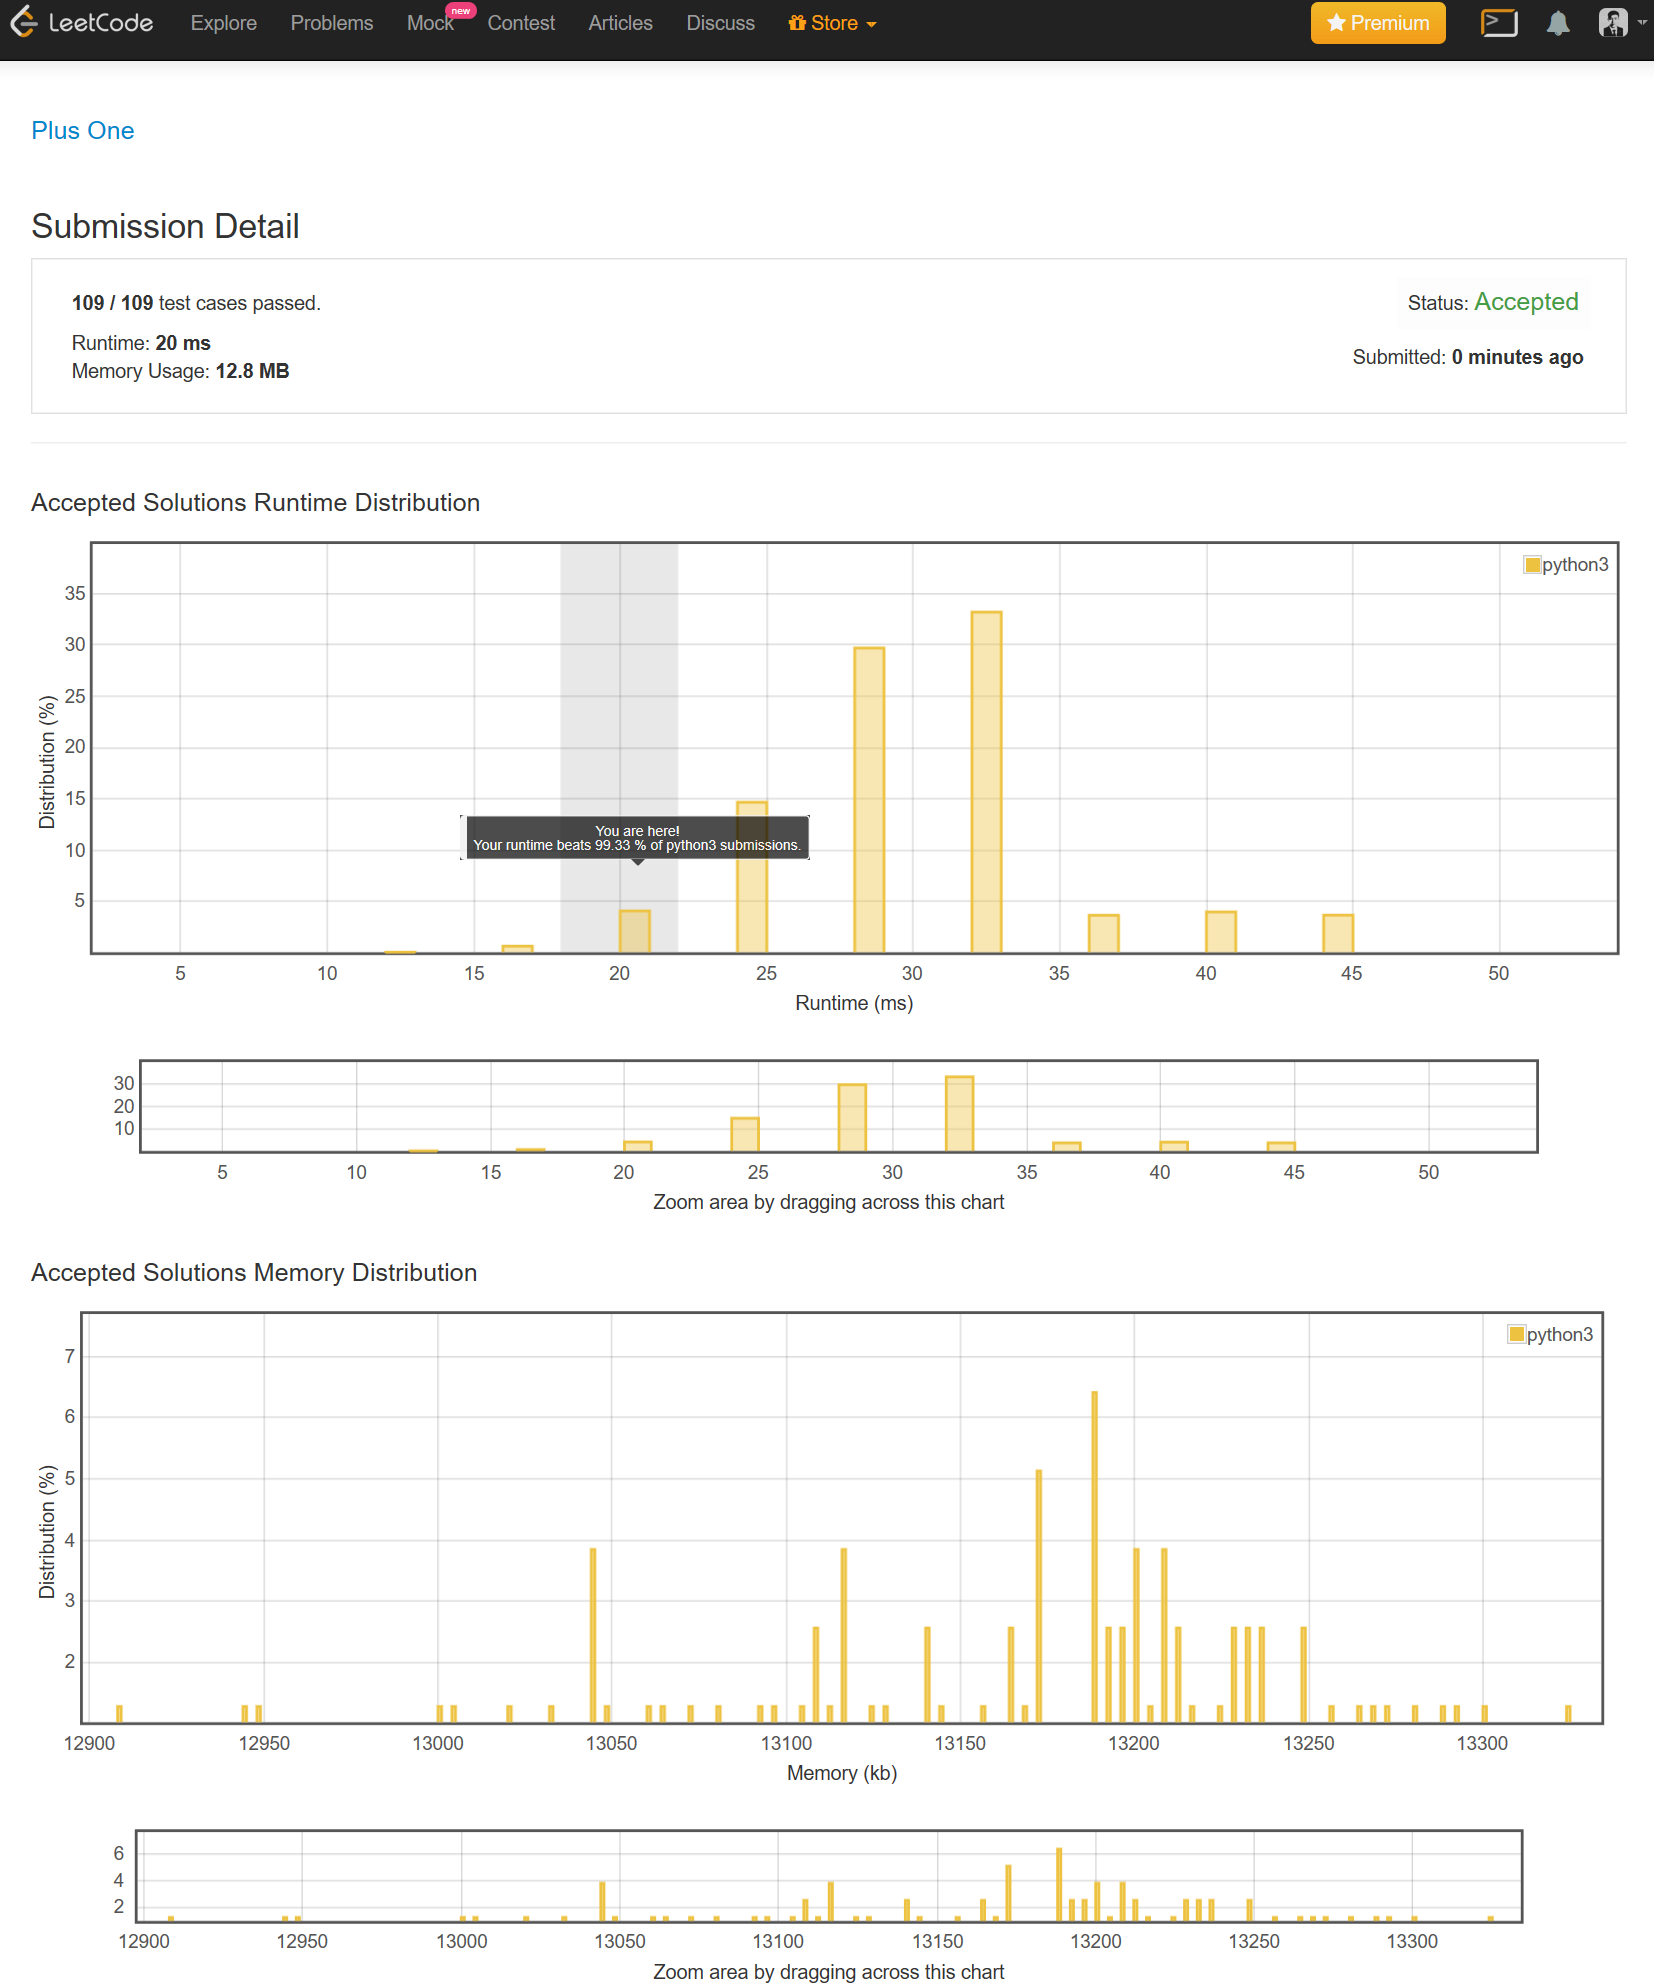 LeetCode Explore Problems Mock new Contest Articles Discuss Store Premium
Plus One
Submission Detail
109 / 109 test cases passed.
Status: Accepted
Runtime: 20 ms
Submitted: 0 minutes ago
Memory Usage: 12.8 MB
Accepted Solutions Runtime Distribution
python3
35
30
25
20
15
10
5
Distribution (%)
You are here!
Your runtime beats 99.33 % of python3 submissions.
5 10 15 20 25 30 35 40 45 50
Runtime (ms)
30
20
10
5 10 15 20 25 30 35 40 45 50
Zoom area by dragging across this chart
Accepted Solutions Memory Distribution
python3
7
6
5
4
3
2
Distribution (%)
12900 12950 13000 13050 13100 13150 13200 13250 13300
Memory (kb)
6
4
2
12900 12950 13000 13050 13100 13150 13200 13250 13300
Zoom area by dragging across this chart